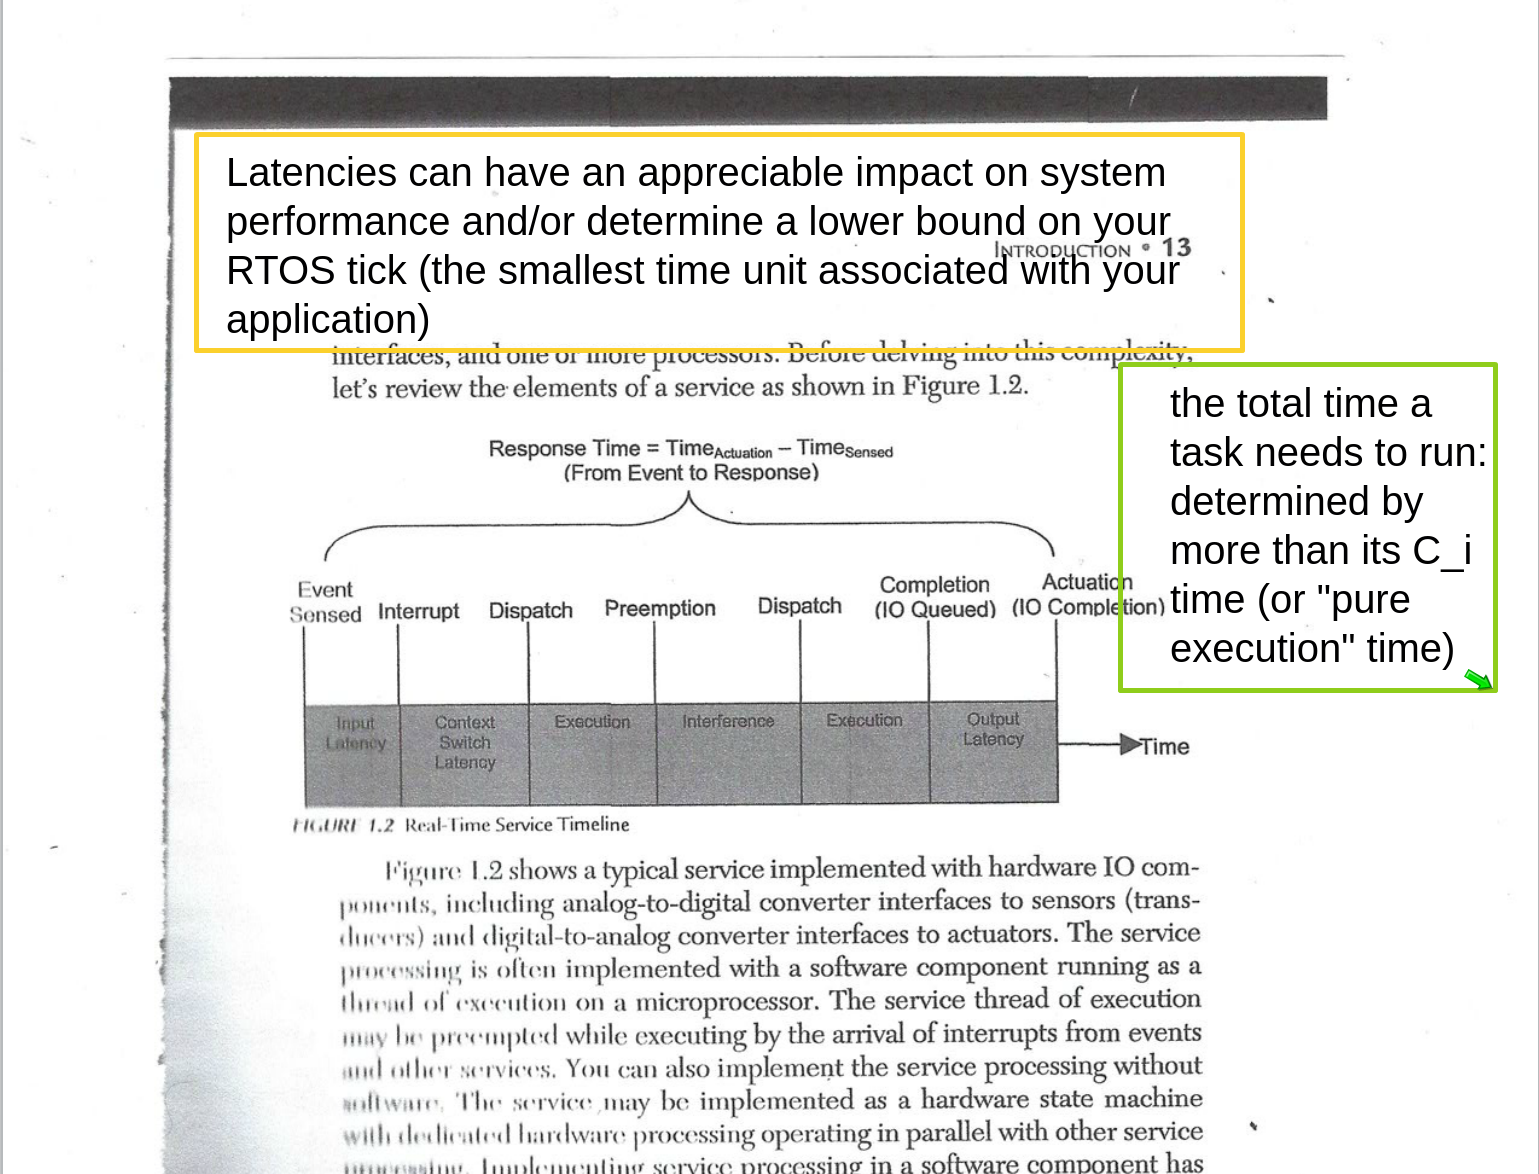 Latencies can have an appreciable impact on system
performance and/or determine a lower bound on your
INTRODUCTION • 13
RTOS tick (the smallest time unit associated with your
application)
interfaces, and one or more processors. Before delving into this complexity,
let's review the elements of a service as shown in Figure 1.2.
the total time a
task needs to run:
determined by
more than its C_i
time (or "pure
execution" time)
Response Time = TimeActuation – TimeSensed
(From Event to Response)
Event
Sensed
Interrupt
Dispatch
Preemption
Dispatch
Completion
(IO Queued)
Actuation
(IO Completion)
Input
Latency
Context
Switch
Latency
Execution
Interference
Execution
Output
Latency
Time
FIGURE 1.2 Real-Time Service Timeline
Figure 1.2 shows a typical service implemented with hardware IO com-
ponents, including analog-to-digital converter interfaces to sensors (trans-
ducers) and digital-to-analog converter interfaces to actuators. The service
processing is often implemented with a software component running as a
thread of execution on a microprocessor. The service thread of execution
may be preempted while executing by the arrival of interrupts from events
and other services. You can also implement the service processing without
software. The service may be implemented as a hardware state machine
with dedicated hardware processing operating in parallel with other service
processing. Implementing service processing in a software component has